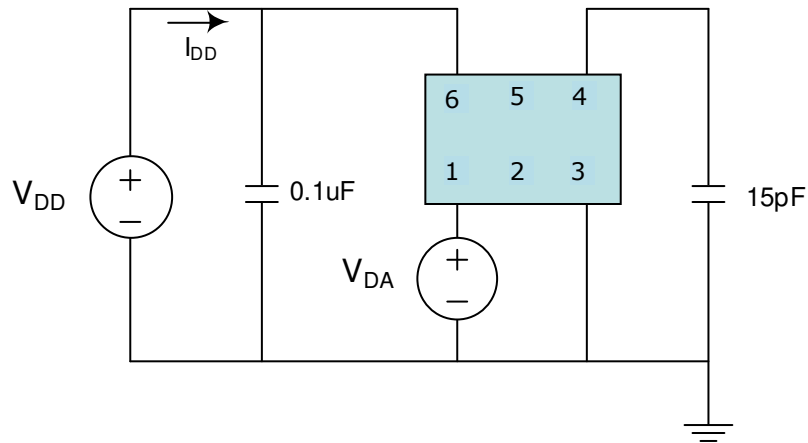 I_DD
6 5 4
1 2 3
V_DD
+
−
0.1uF
15pF
V_DA
+
−